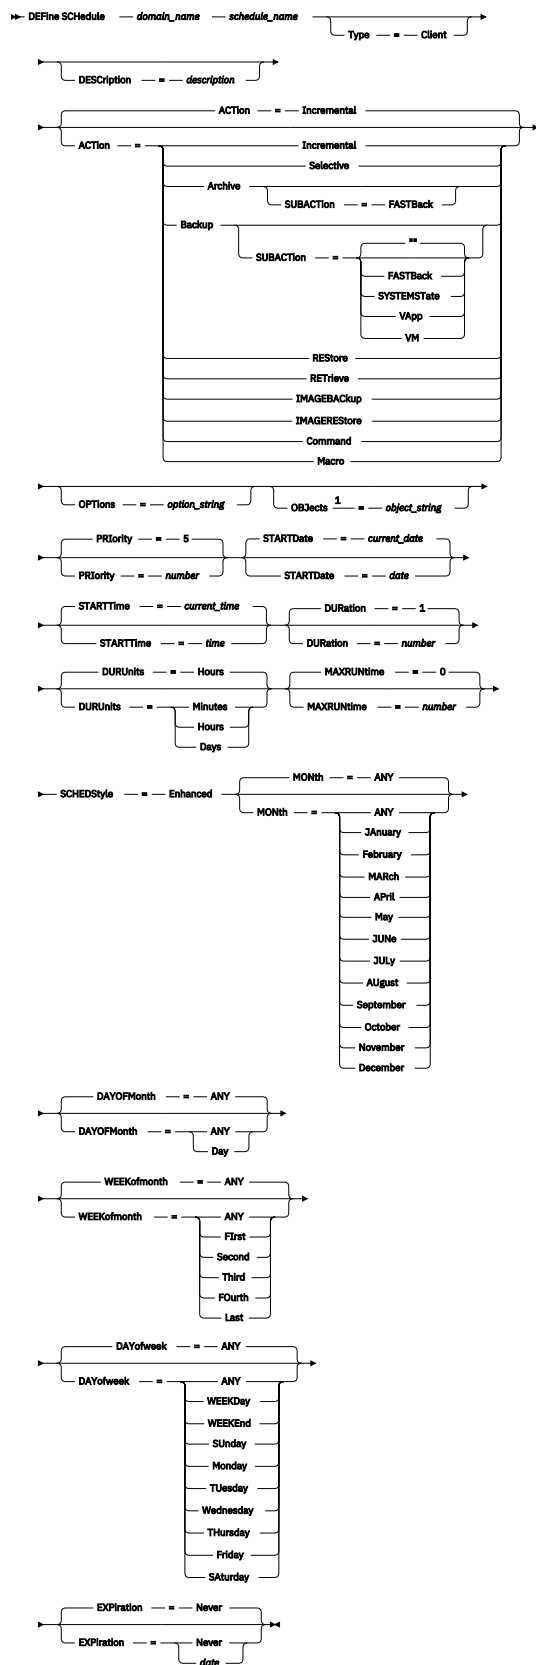 DEFine SCHedule domain_name schedule_name
Type = Client
DESCription = description
ACTion = Incremental
ACTion = Incremental
Selective
Archive
SUBACTion = FASTBack
Backup
""
SUBACTion =
FASTBack
SYSTEMSTate
VApp
VM
REStore
RETrieve
IMAGEBACkup
IMAGEREStore
Command
Macro
OPTions = option_string
1
OBJects = object_string
PRIority = 5
STARTDate = current_date
PRIority = number
STARTDate = date
STARTTime = current_time
DURation = 1
STARTTime = time
DURation = number
DURUnits = Hours
MAXRUNtime = 0
DURUnits = Minutes
MAXRUNtime = number
Hours
Days
MONth = ANY
SCHEDStyle = Enhanced
MONth = ANY
JAnuary
February
MARch
APril
May
JUNe
JULy
AUgust
September
October
November
December
DAYOFMonth = ANY
DAYOFMonth = ANY
Day
WEEKofmonth = ANY
WEEKofmonth = ANY
FIrst
Second
Third
FOurth
Last
DAYofweek = ANY
DAYofweek = ANY
WEEKDay
WEEKEnd
SUnday
Monday
TUesday
Wednesday
THursday
Friday
SAturday
EXPiration = Never
EXPiration = Never
date